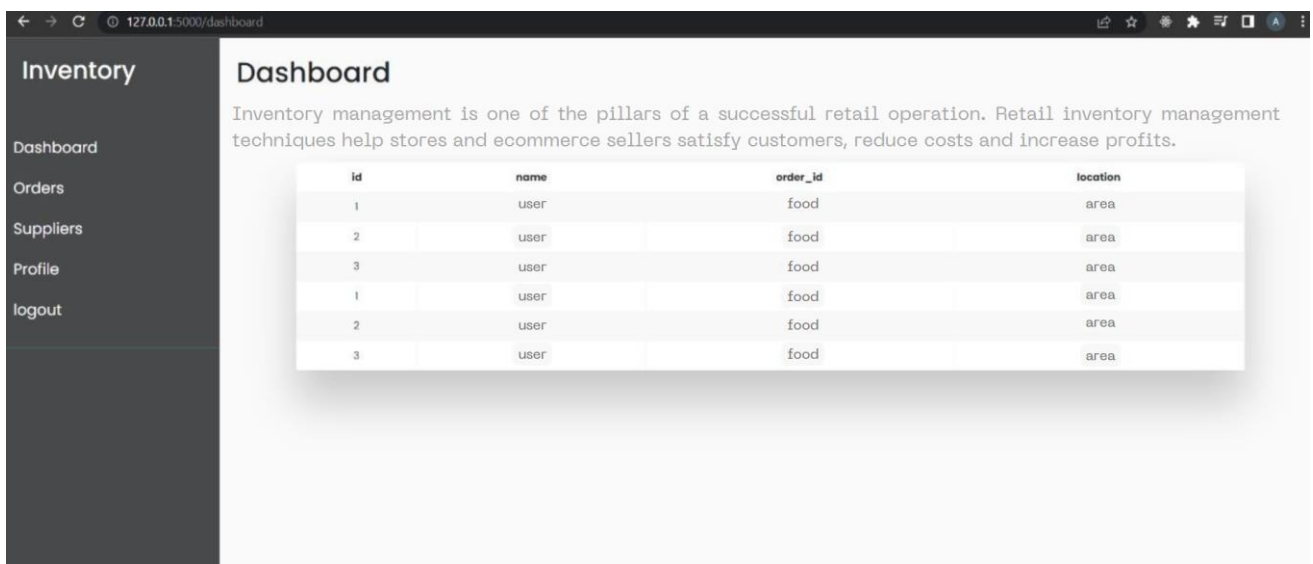 127.0.0.1:5000/dashboard
A
Inventory
Dashboard
Orders
Suppliers
Profile
logout
Dashboard
Inventory management is one of the pillars of a successful retail operation. Retail inventory management
techniques help stores and ecommerce sellers satisfy customers, reduce costs and increase profits.
id name order_id location
1 user food area
2 user food area
3 user food area
1 user food area
2 user food area
3 user food area